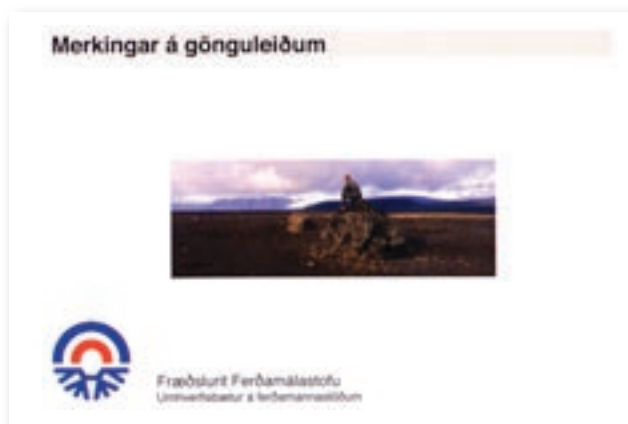 Merkingar á gönguleiðum
Fræðslurit Ferðamálastofu
Umhverfisbætur á ferðamannastöðum